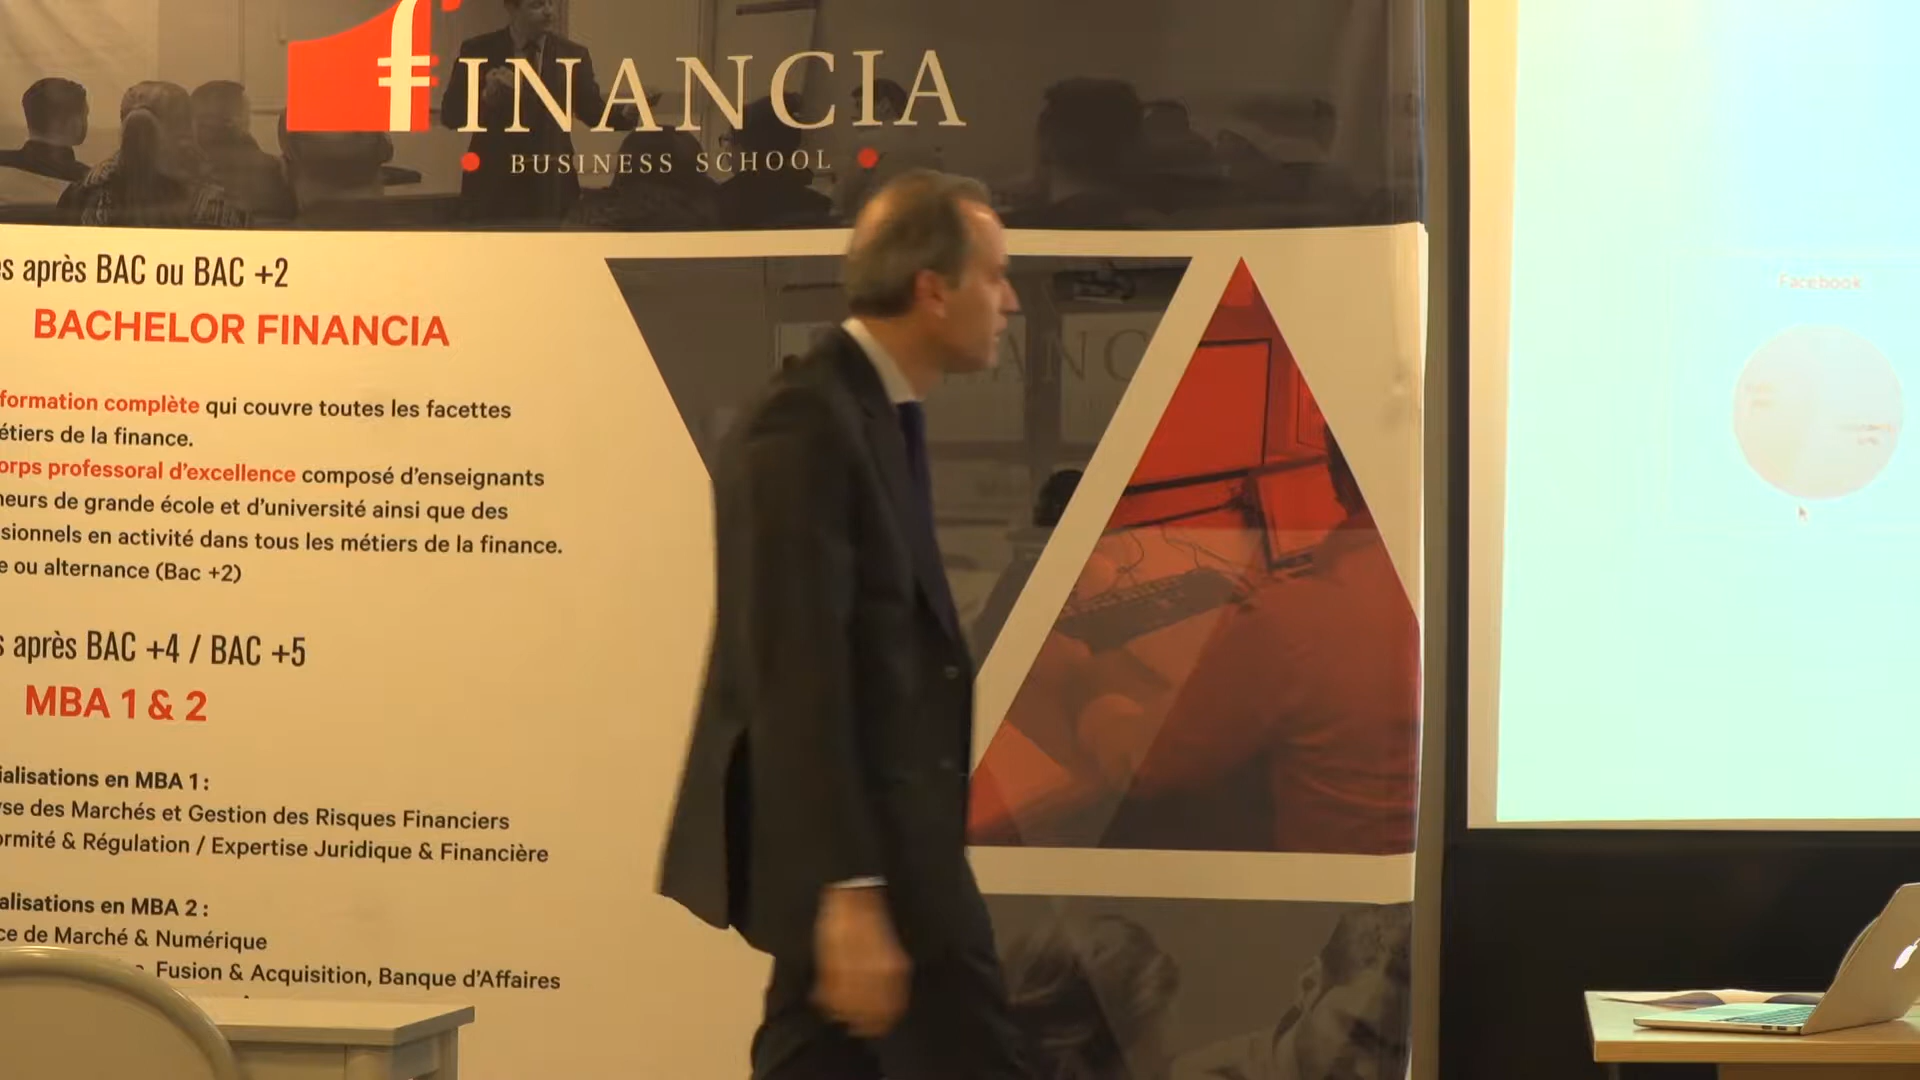 fINANCIA
BUSINESS SCHOOL
s après BAC ou BAC +2
BACHELOR FINANCIA
formation complète qui couvre toutes les facettes
étiers de la finance.
orps professoral d'excellence composé d'enseignants
neurs de grande école et d'université ainsi que des
sionnels en activité dans tous les métiers de la finance.
e ou alternance (Bac +2)
s après BAC +4 / BAC +5
MBA 1 & 2
ialisations en MBA 1 :
yse des Marchés et Gestion des Risques Financiers
ormité & Régulation / Expertise Juridique & Financière
alisations en MBA 2 :
ce de Marché & Numérique
Fusion & Acquisition, Banque d'Affaires
Facebook